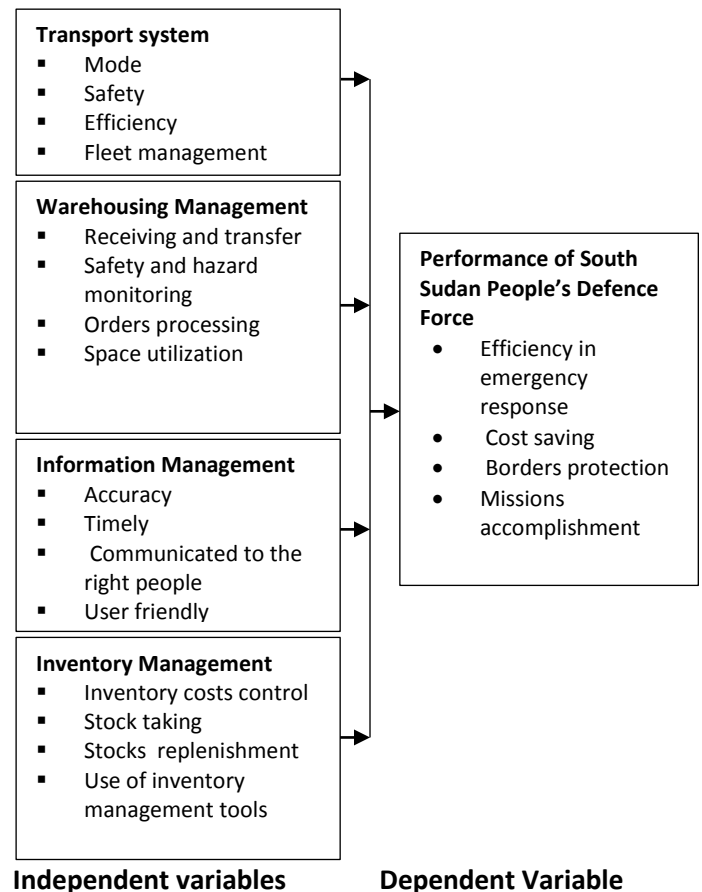 Transport system
▪ Mode
▪ Safety
▪ Efficiency
▪ Fleet management
Warehousing Management
▪ Receiving and transfer
▪ Safety and hazard
monitoring
▪ Orders processing
▪ Space utilization
Information Management
▪ Accuracy
▪ Timely
▪ Communicated to the
right people
▪ User friendly
Inventory Management
▪ Inventory costs control
▪ Stock taking
▪ Stocks replenishment
▪ Use of inventory
management tools
Independent variables
Performance of South
Sudan People’s Defence
Force
• Efficiency in
emergency
response
• Cost saving
• Borders protection
• Missions
accomplishment
Dependent Variable